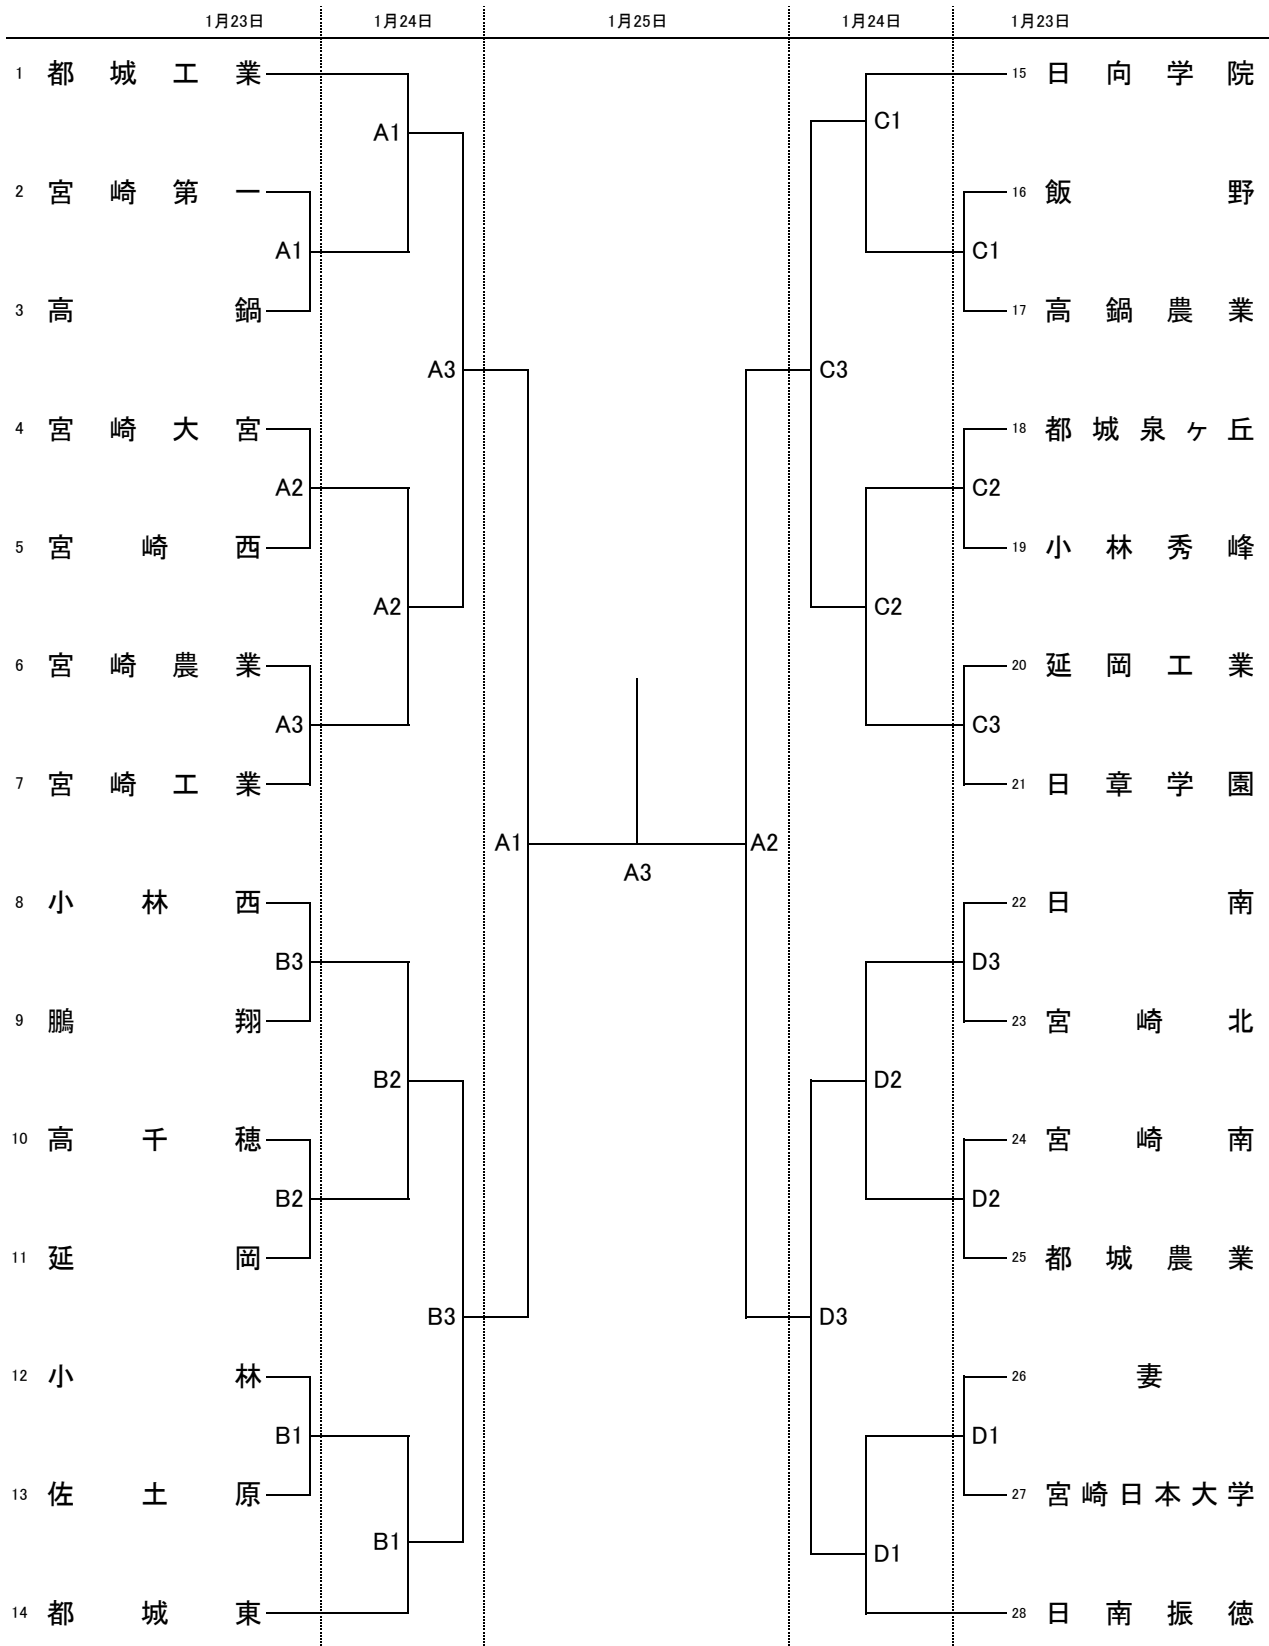 1月23日 1月24日 1月25日 1月24日 1月23日
1 都城工業 15 日向学院
C1
A1
2 宮崎第一 16 飯野
A1 C1
3 高鍋 17 高鍋農業
A3 C3
4 宮崎大宮 18 都城泉ヶ丘
A2 C2
5 宮崎西 19 小林秀峰
A2 C2
6 宮崎農業 20 延岡工業
A3 C3
7 宮崎工業 21 日章学園
A1 A2
A3
8 小林西 22 日南
B3 D3
9 鵬翔 23 宮崎北
B2 D2
10 高千穂 24 宮崎南
B2 D2
11 延岡 25 都城農業
B3 D3
12 小林 26 妻
B1 D1
13 佐土原 27 宮崎日本大学
B1 D1
14 都城東 28 日南振徳